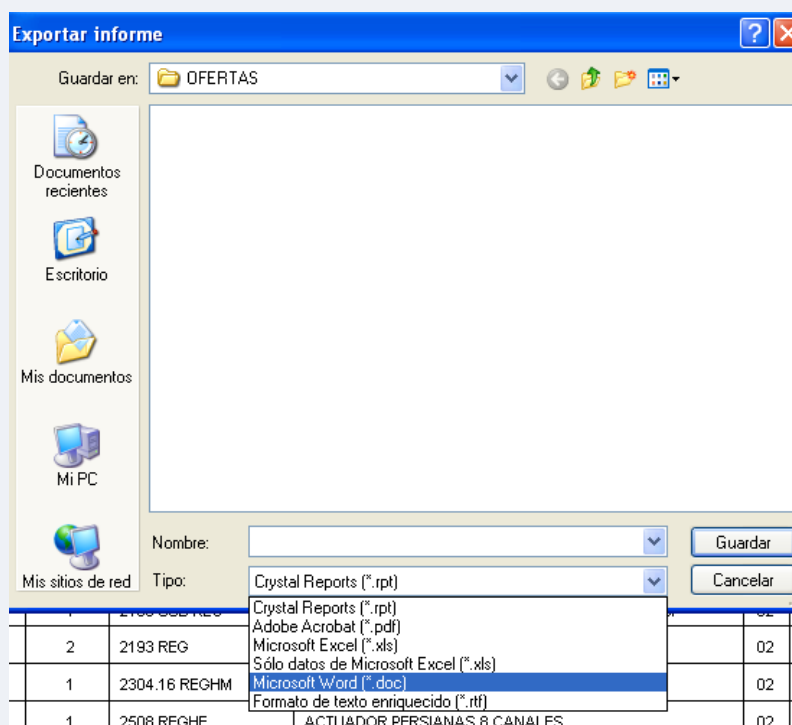 Exportar informe
Guardar en: OFERTAS
Documentos
recientes
Escritorio
Mis documentos
Mi PC
Mis sitios de red
Nombre:
Guardar
Tipo: Crystal Reports (*.rpt)
Cancelar
Crystal Reports (*.rpt)
Adobe Acrobat (*.pdf)
Microsoft Excel (*.xls)
Sólo datos de Microsoft Excel (*.xls)
Microsoft Word (*.doc)
Formato de texto enriquecido (*.rtf)
2 2193 REG 02
1 2304.16 REGHM 02
1 2508 REGHE ACTUADOR PERSIANAS 8 CANALES 02